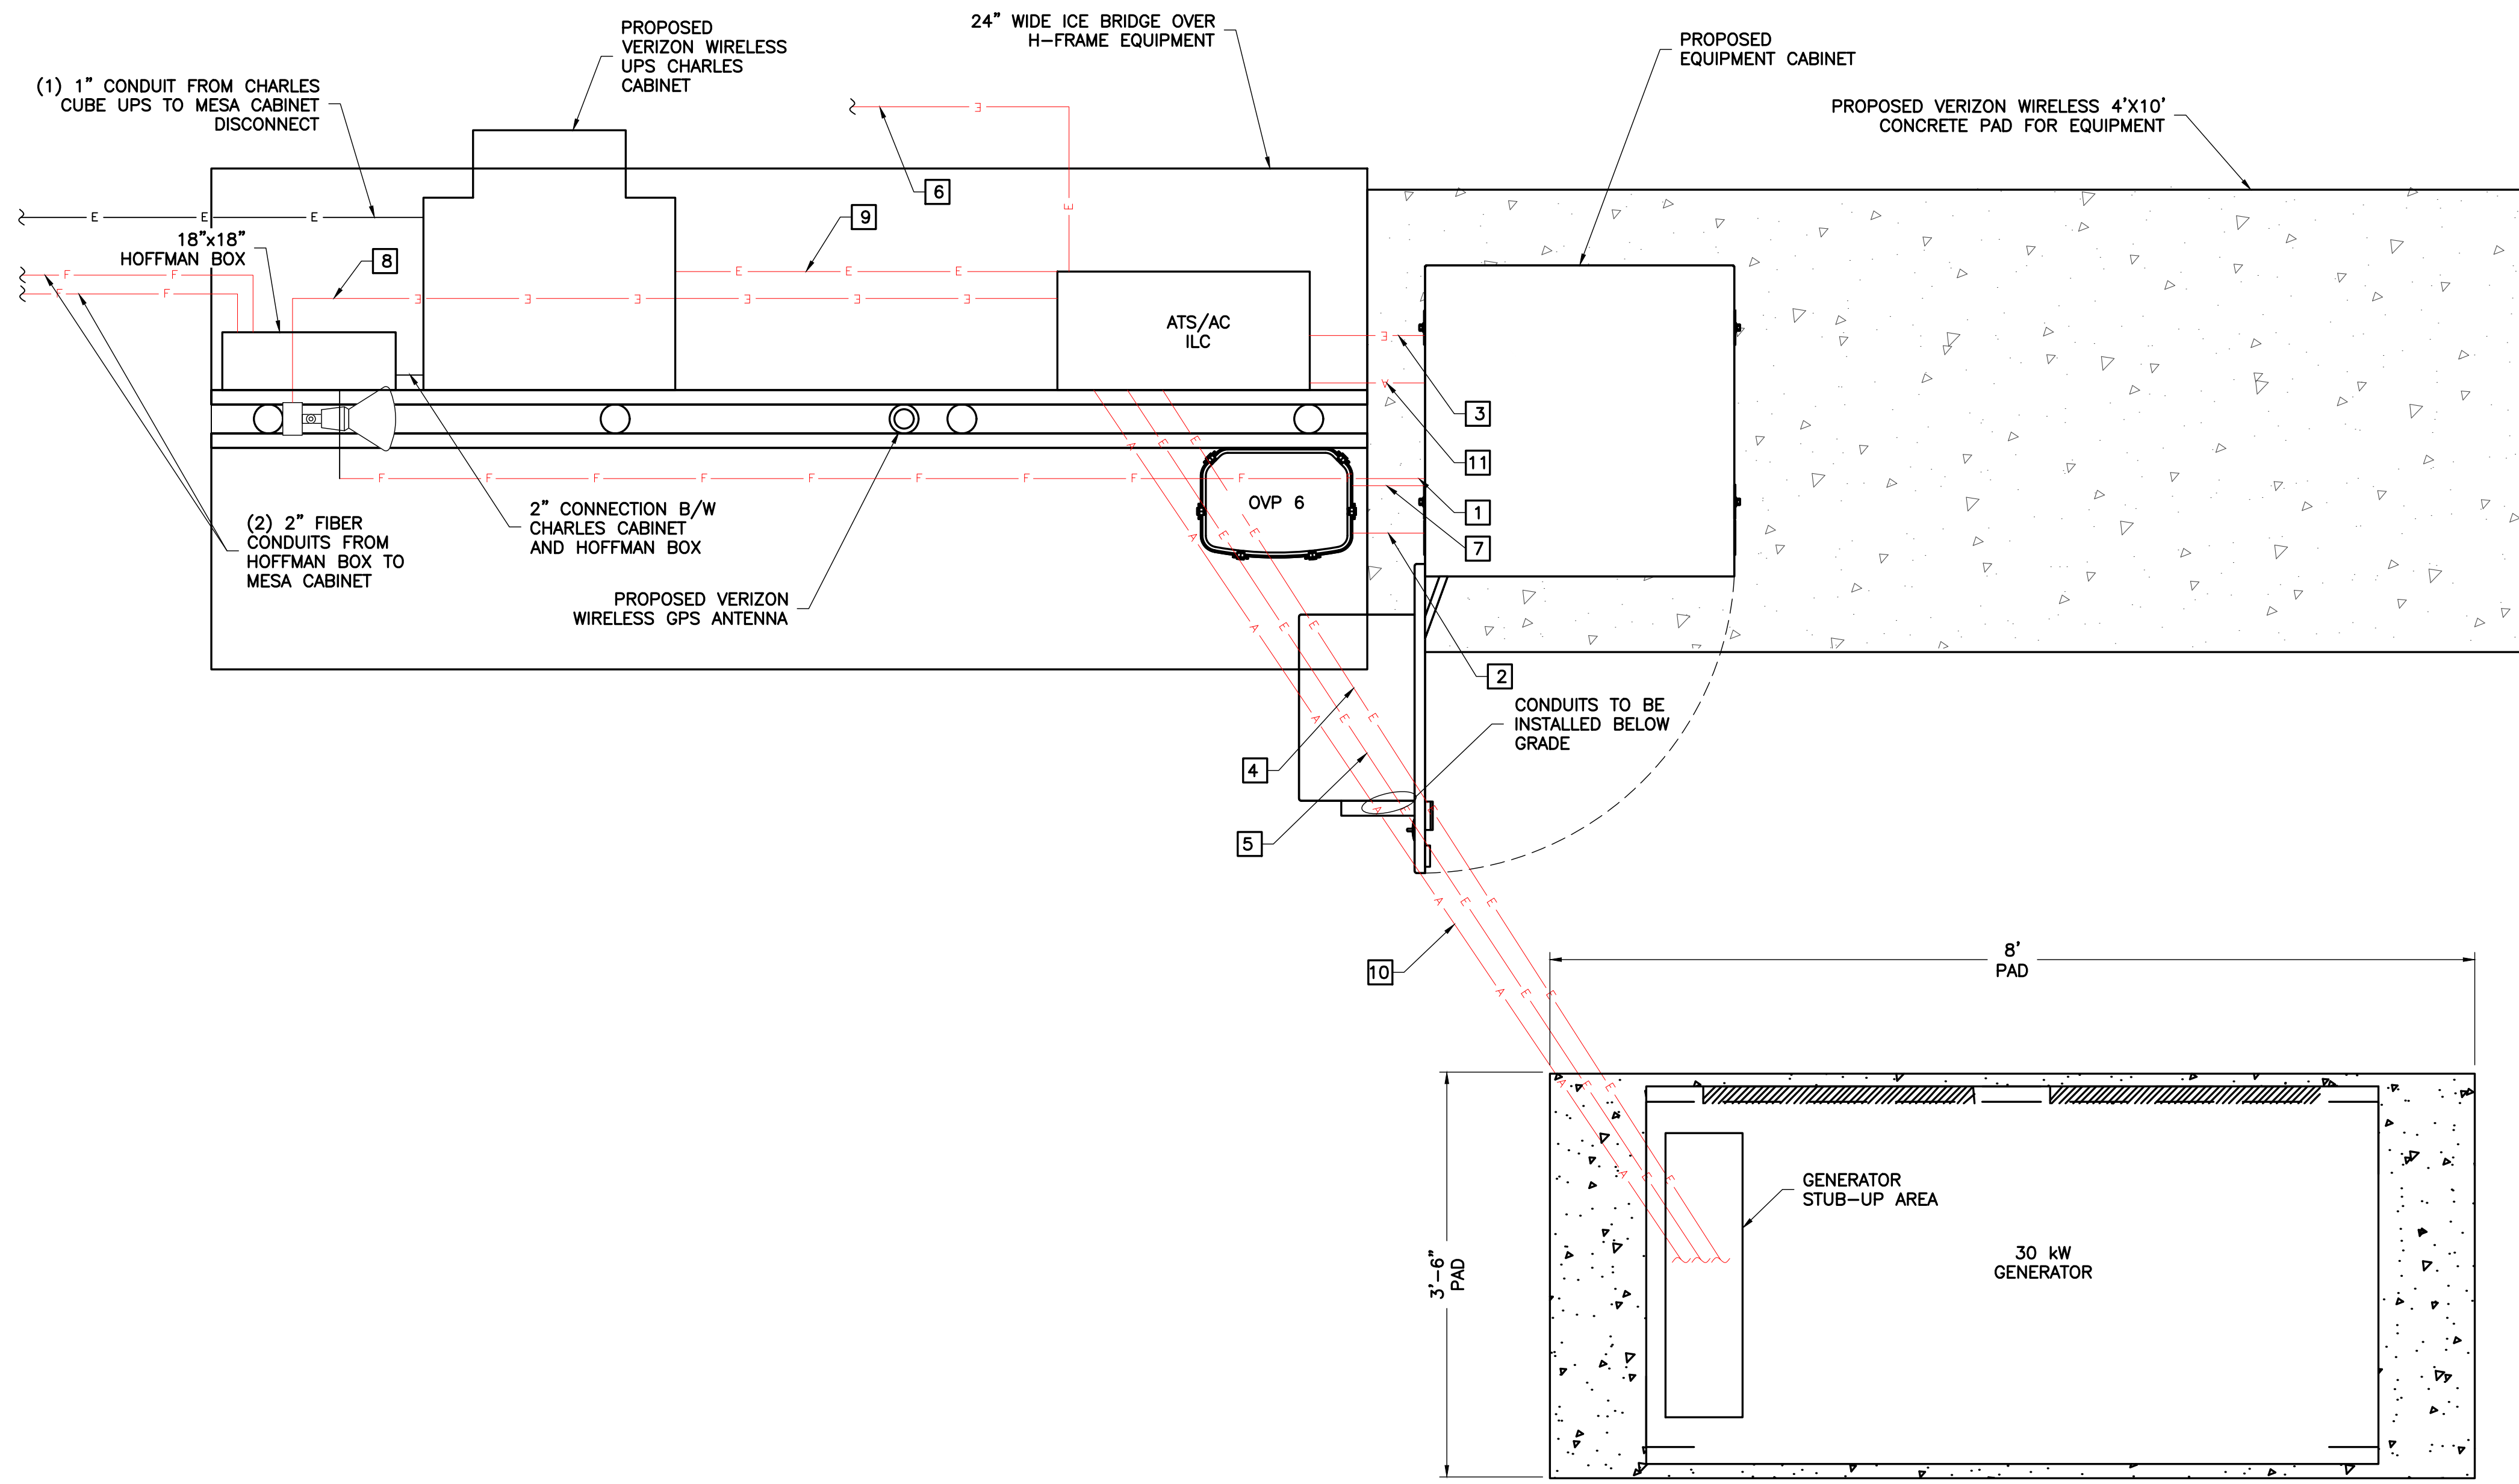 24” WIDE ICE BRIDGE OVER
H-FRAME EQUIPMENT
PROPOSED
VERIZON WIRELESS
UPS CHARLES
CABINET
PROPOSED
EQUIPMENT CABINET
(1) 1” CONDUIT FROM CHARLES
CUBE UPS TO MESA CABINET
DISCONNECT
PROPOSED VERIZON WIRELESS 4'X10'
CONCRETE PAD FOR EQUIPMENT
E
6
E
9
E E E
18”x18”
HOFFMAN BOX
8
F F
F F
E E E
E E E E E E
ATS/AC
ILC
E
A
3
11
F F F F F F F F F
1
7
OVP 6
2” CONNECTION B/W
CHARLES CABINET
AND HOFFMAN BOX
(2) 2” FIBER
CONDUITS FROM
HOFFMAN BOX TO
MESA CABINET
PROPOSED VERIZON
WIRELESS GPS ANTENNA
2
CONDUITS TO BE
INSTALLED BELOW
GRADE
4
5
10
A A A A A A A A A
E E E E E E E E E
E E E E E E E E E
8'
PAD
3'-6”
PAD
GENERATOR
STUB-UP AREA
30 kW
GENERATOR